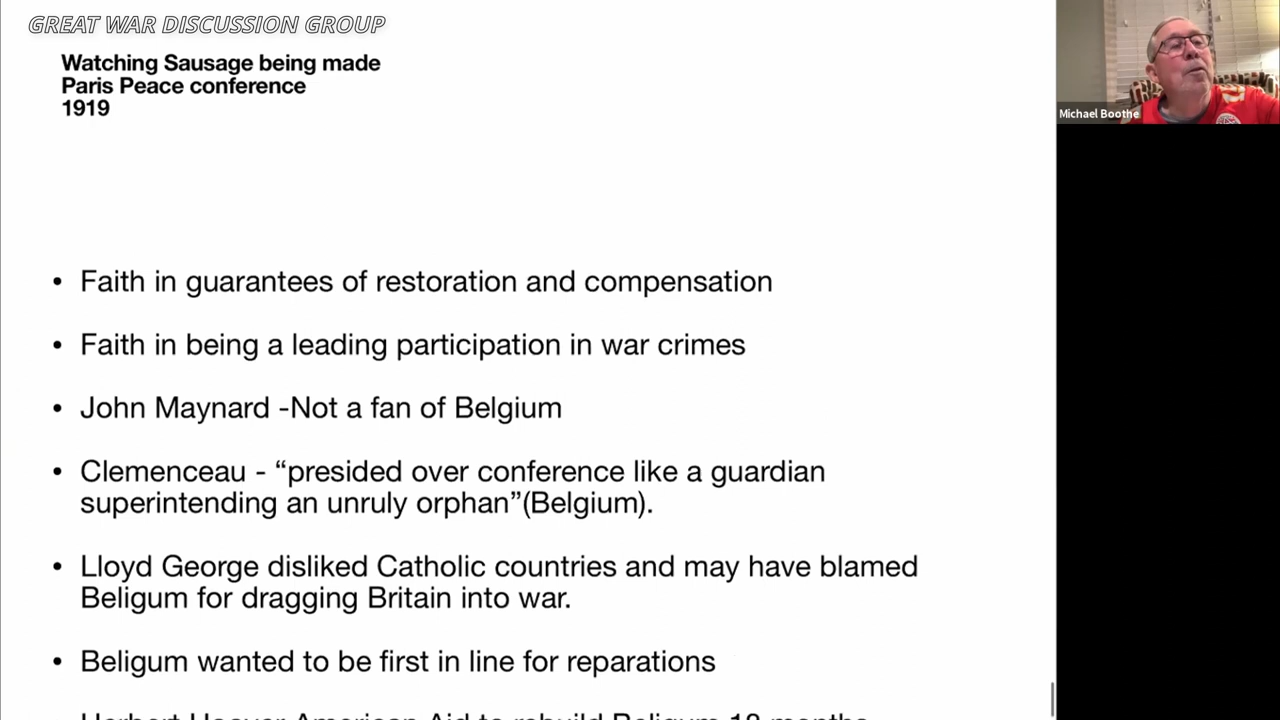 GREAT WAR DISCUSSION GROUP
Watching Sausage being made
Paris Peace conference
1919
Michael Boothe
• Faith in guarantees of restoration and compensation
• Faith in being a leading participation in war crimes
• John Maynard -Not a fan of Belgium
• Clemenceau - “presided over conference like a guardian
superintending an unruly orphan”(Belgium).
• Lloyd George disliked Catholic countries and may have blamed
Beligum for dragging Britain into war.
• Beligum wanted to be first in line for reparations
Herbert Hoover American Aid to rebuild Beligum 18 months